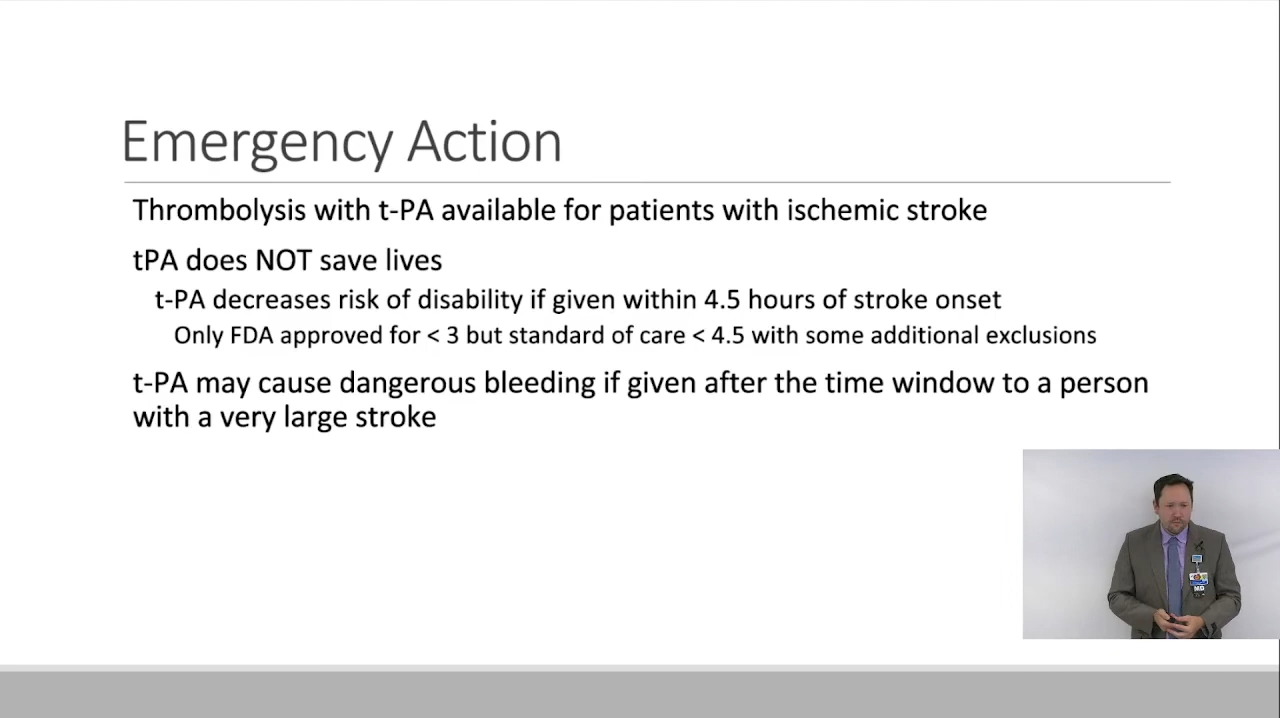 Emergency Action
Thrombolysis with t-PA available for patients with ischemic stroke
tPA does NOT save lives
t-PA decreases risk of disability if given within 4.5 hours of stroke onset
Only FDA approved for < 3 but standard of care < 4.5 with some additional exclusions
t-PA may cause dangerous bleeding if given after the time window to a person
with a very large stroke
MD